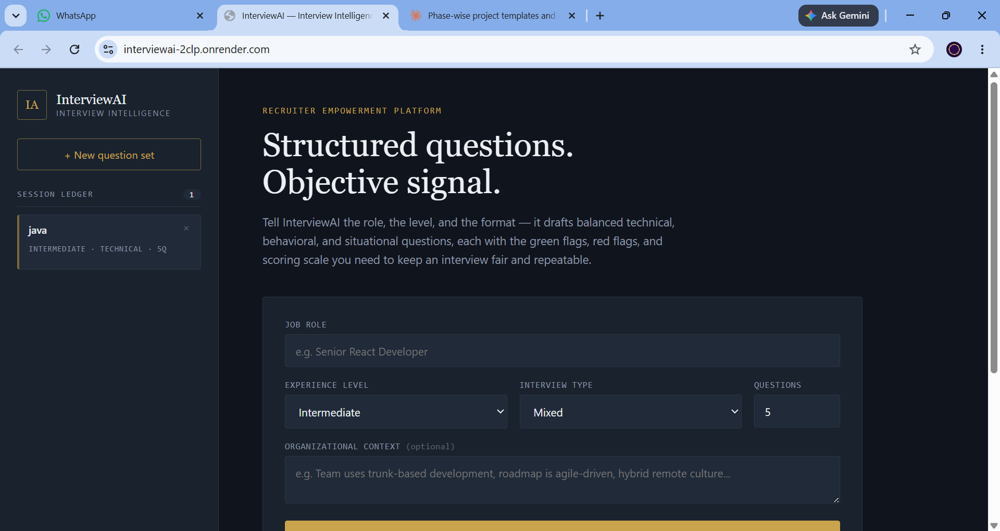 WhatsApp
InterviewAI — Interview Intelligenc
Phase-wise project templates and
Ask Gemini
interviewai-2clp.onrender.com
IA
InterviewAI
INTERVIEW INTELLIGENCE
+ New question set
SESSION LEDGER
1
java
INTERMEDIATE · TECHNICAL · 5Q
RECRUITER EMPOWERMENT PLATFORM
Structured questions.
Objective signal.
Tell InterviewAI the role, the level, and the format — it drafts balanced technical,
behavioral, and situational questions, each with the green flags, red flags, and
scoring scale you need to keep an interview fair and repeatable.
JOB ROLE
e.g. Senior React Developer
EXPERIENCE LEVEL
INTERVIEW TYPE
QUESTIONS
Intermediate
Mixed
5
ORGANIZATIONAL CONTEXT (optional)
e.g. Team uses trunk-based development, roadmap is agile-driven, hybrid remote culture...